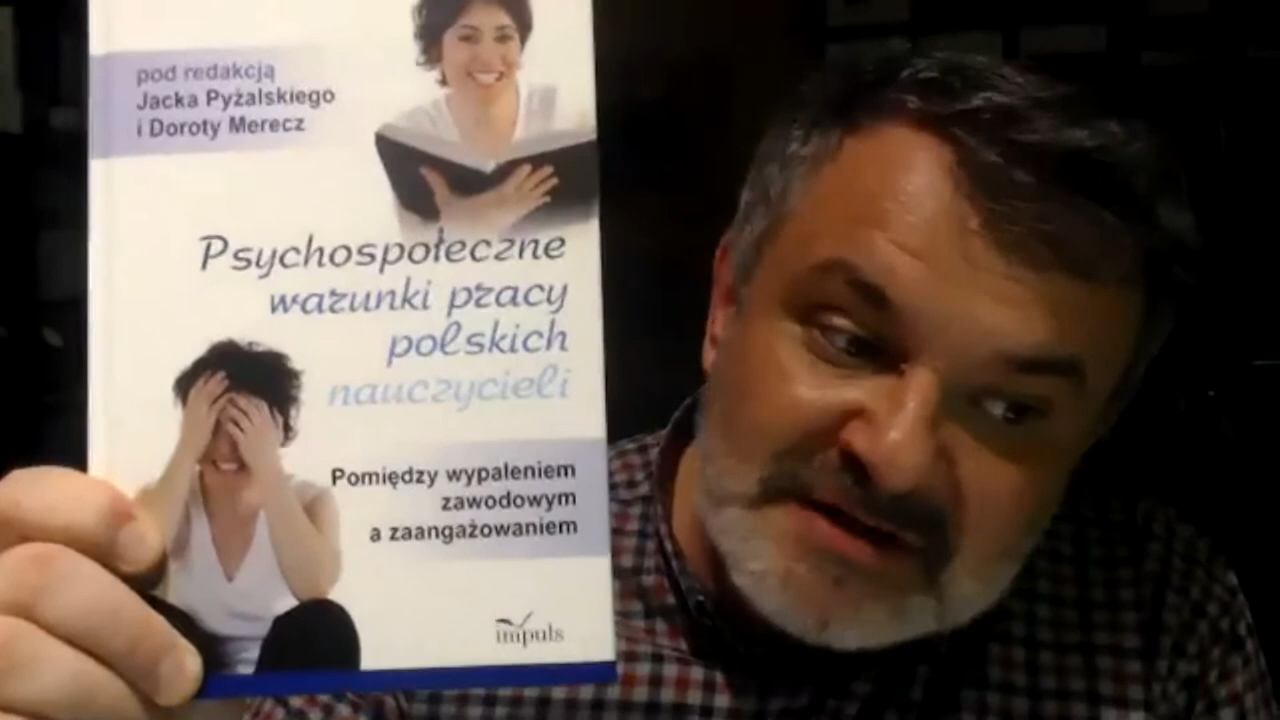 pod redakcją
Jacka Pyżalskiego
i Doroty Merecz
Psychospołeczne
warunki pracy
polskich
nauczycieli
Pomiędzy wypaleniem
zawodowym
a zaangażowaniem
impuls